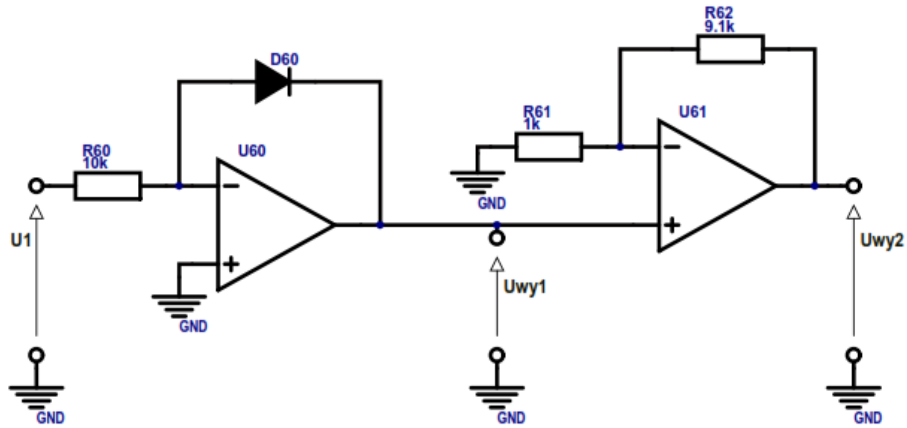 R62
9.1k
D60
R61
1k
U61
R60
10k
U60
GND
U1
Uwy1
Uwy2
GND
GND
GND
GND